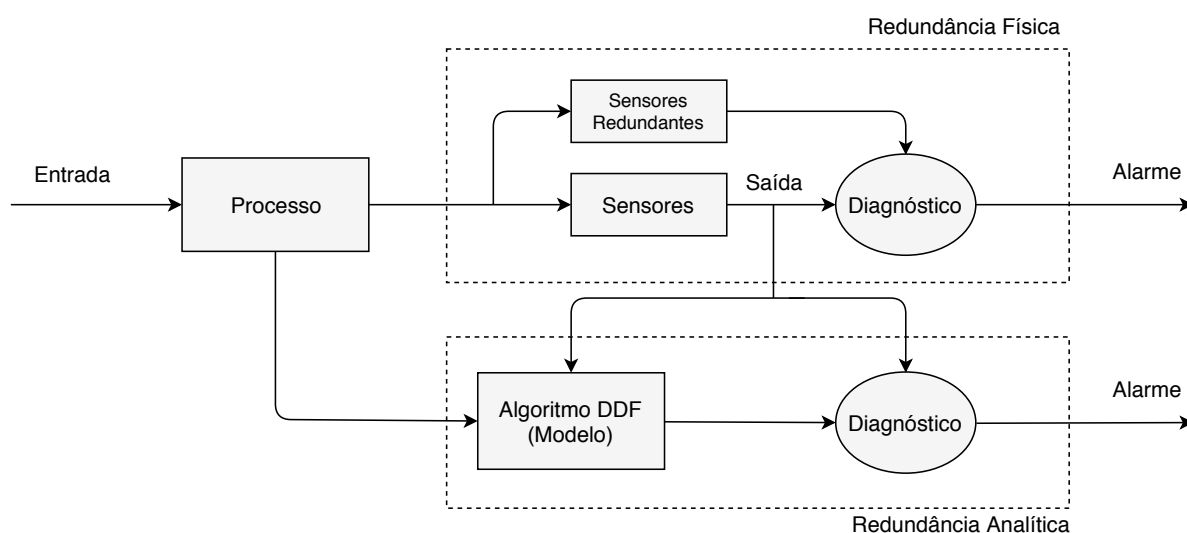 Redundância Física
Sensores
Redundantes
Entrada
Processo
Sensores
Saída
Diagnóstico
Alarme
Algoritmo DDF
(Modelo)
Diagnóstico
Alarme
Redundância Analítica